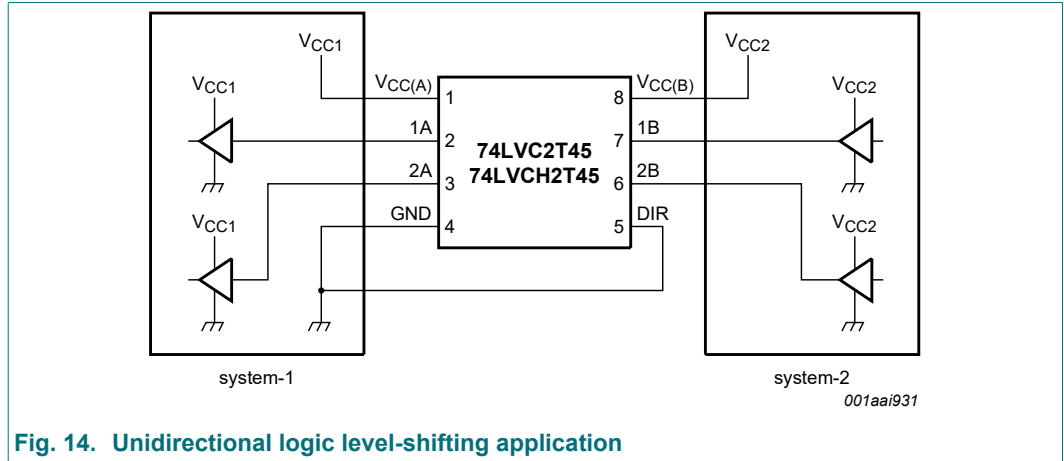 VCC1
VCC2
VCC1
VCC(A)
VCC(B)
VCC2
1
8
1A
1B
2
7
74LVC2T45
74LVCH2T45
2A
2B
3
6
VCC1
GND
DIR
VCC2
4
5
system-1
system-2
001aai931
Fig. 14. Unidirectional logic level-shifting application